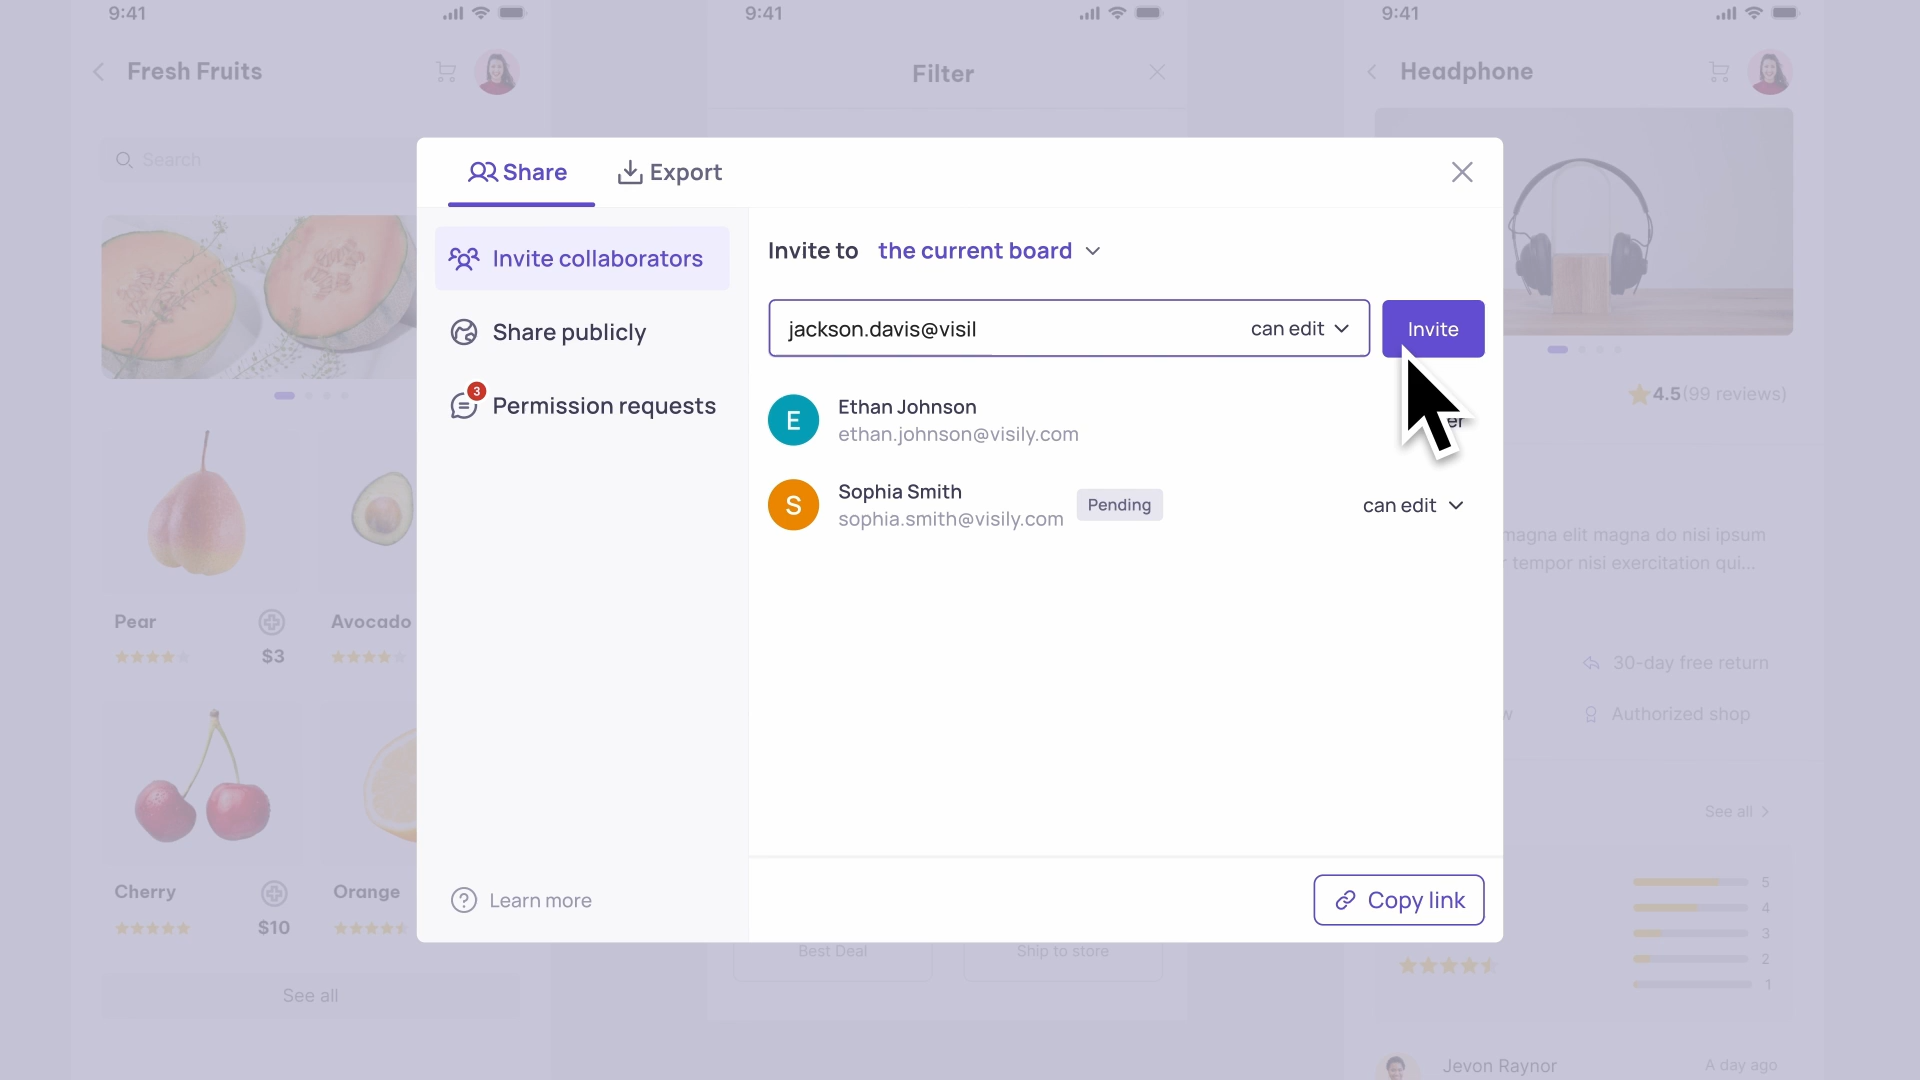 9:41
9:41
9:41
Fresh Fruits
Filter
Headphone
Search
Share
Export
Invite collaborators
Share publicly
3
Permission requests
Learn more
Invite to the current board
jackson.davis@visil
can edit
Invite
E
Ethan Johnson
ethan.johnson@visily.com
S
Sophia Smith
sophia.smith@visily.com
Pending
can edit
Copy link
Pear
$3
Avocado
Cherry
$10
Orange
See all
Best Deal
Ship to store
4.5(99 reviews)
magna elit magna do nisi ipsum
tempor nisi exercitation qui...
30-day free return
Authorized shop
See all
5
4
3
2
1
Jevon Raynor
A day ago